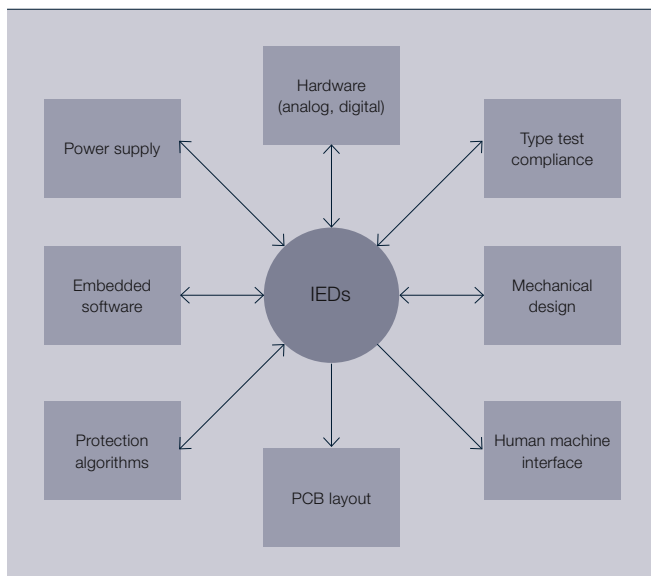 Hardware
(analog, digital)
Power supply
Type test
compliance
Embedded
software
IEDs
Mechanical
design
Protection
algorithms
PCB layout
Human machine
interface